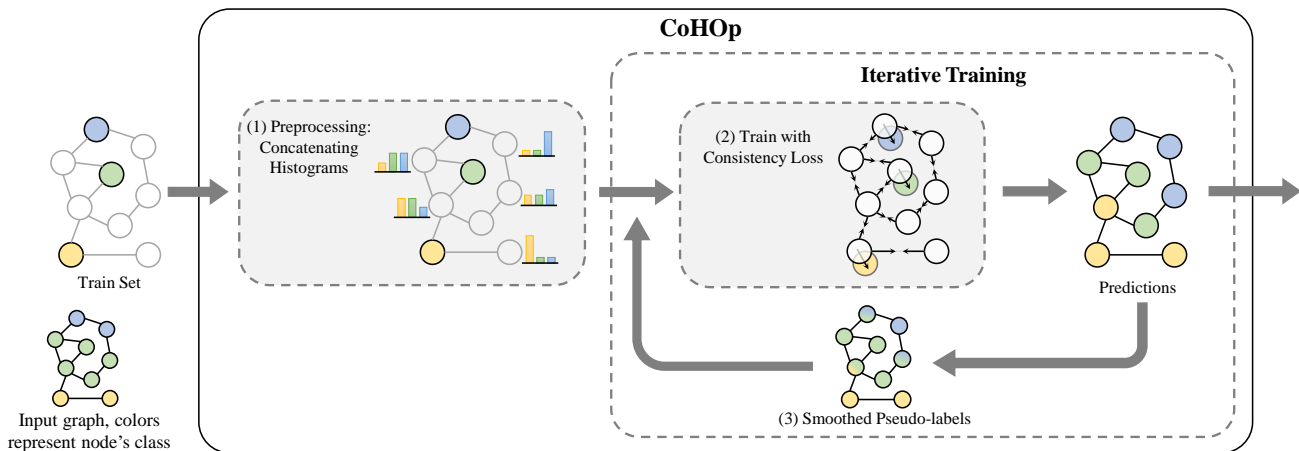 CoHOp
Iterative Training
(1) Preprocessing:
Concatenating
Histograms
(2) Train with
Consistency Loss
Train Set
Predictions
(3) Smoothed Pseudo-labels
Input graph, colors
represent node's class